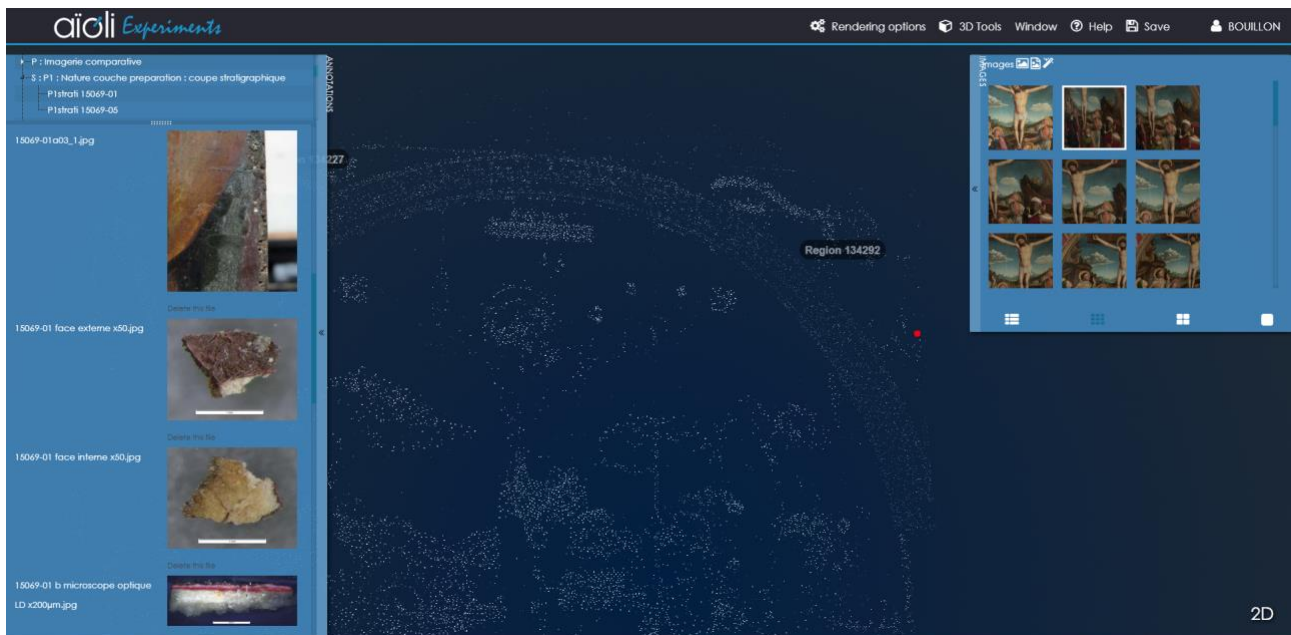 aïoli Experiments
Rendering options
3D Tools
Window
Help
Save
BOUILLON
P : Imagerie comparative
S : P1 : Nature couche preparation : coupe stratigraphique
P1strati 15069-01
P1strati 15069-05
ANNOTATIONS
15069-01a03_1.jpg
Delete this file
15069-01 face externe x50.jpg
Delete this file
15069-01 face interne x50.jpg
Delete this file
15069-01 b microscope optique
LD x200µm.jpg
Region 134292
IMAGES
Images
2D